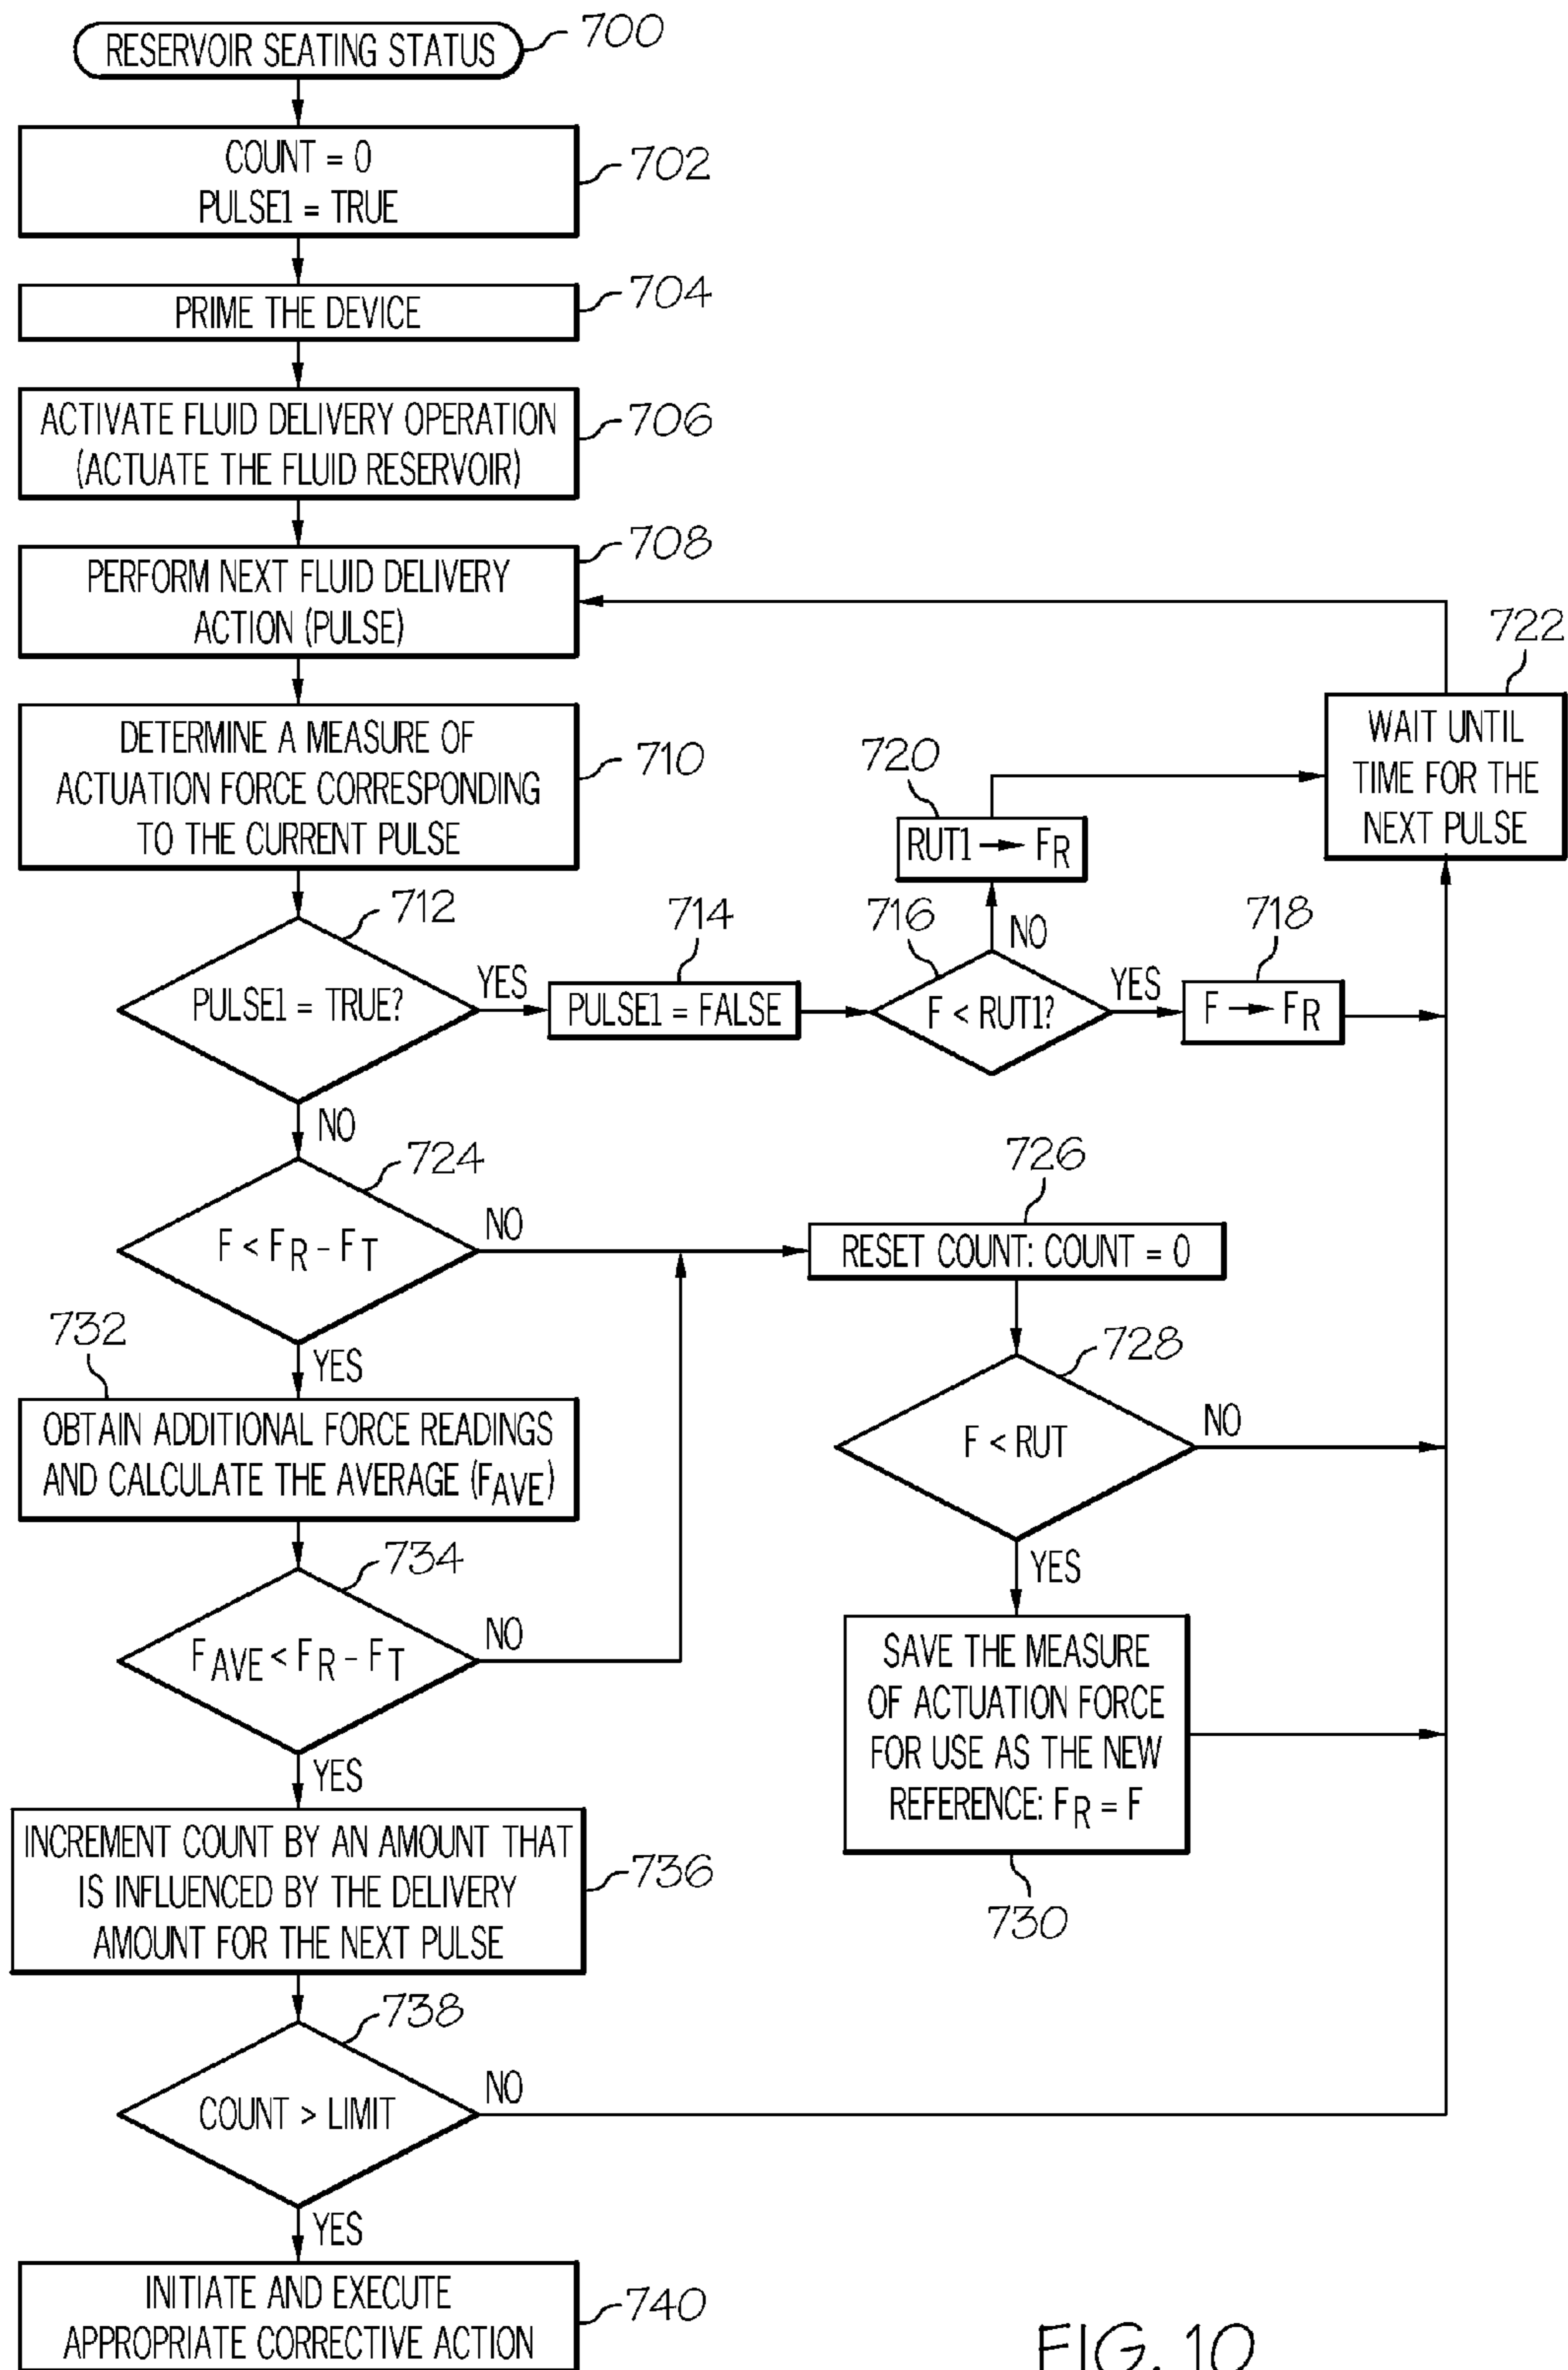 RESERVOIR SEATING STATUS
700
COUNT = 0
PULSE1 = TRUE
702
PRIME THE DEVICE
704
ACTIVATE FLUID DELIVERY OPERATION
(ACTUATE THE FLUID RESERVOIR)
706
PERFORM NEXT FLUID DELIVERY
ACTION (PULSE)
708
DETERMINE A MEASURE OF
ACTUATION FORCE CORRESPONDING
TO THE CURRENT PULSE
710
722
WAIT UNTIL
TIME FOR THE
NEXT PULSE
720
RUT1 → FR
712
PULSE1 = TRUE?
YES
NO
714
PULSE1 = FALSE
716
F < RUT1?
NO
YES
718
F → FR
724
F < FR - FT
NO
YES
726
RESET COUNT: COUNT = 0
728
F < RUT
NO
YES
SAVE THE MEASURE
OF ACTUATION FORCE
FOR USE AS THE NEW
REFERENCE: FR = F
730
732
OBTAIN ADDITIONAL FORCE READINGS
AND CALCULATE THE AVERAGE (FAVE)
734
FAVE < FR - FT
NO
YES
INCREMENT COUNT BY AN AMOUNT THAT
IS INFLUENCED BY THE DELIVERY
AMOUNT FOR THE NEXT PULSE
736
738
COUNT > LIMIT
NO
YES
INITIATE AND EXECUTE
APPROPRIATE CORRECTIVE ACTION
740
FIG. 10